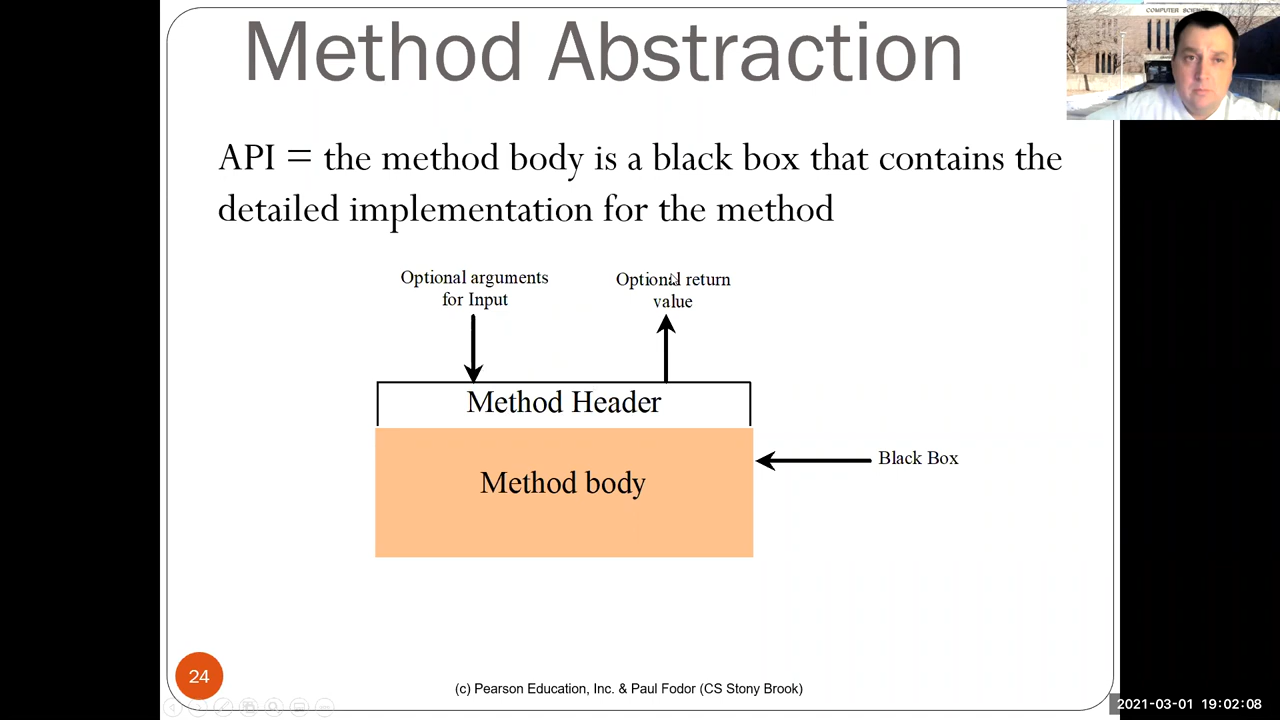 Method Abstraction
COMPUTER SCIENCE
API = the method body is a black box that contains the
detailed implementation for the method
Optional arguments
for Input
Optional return
value
Method Header
Black Box
Method body
24
(c) Pearson Education, Inc. & Paul Fodor (CS Stony Brook)
2021-03-01 19:02:08